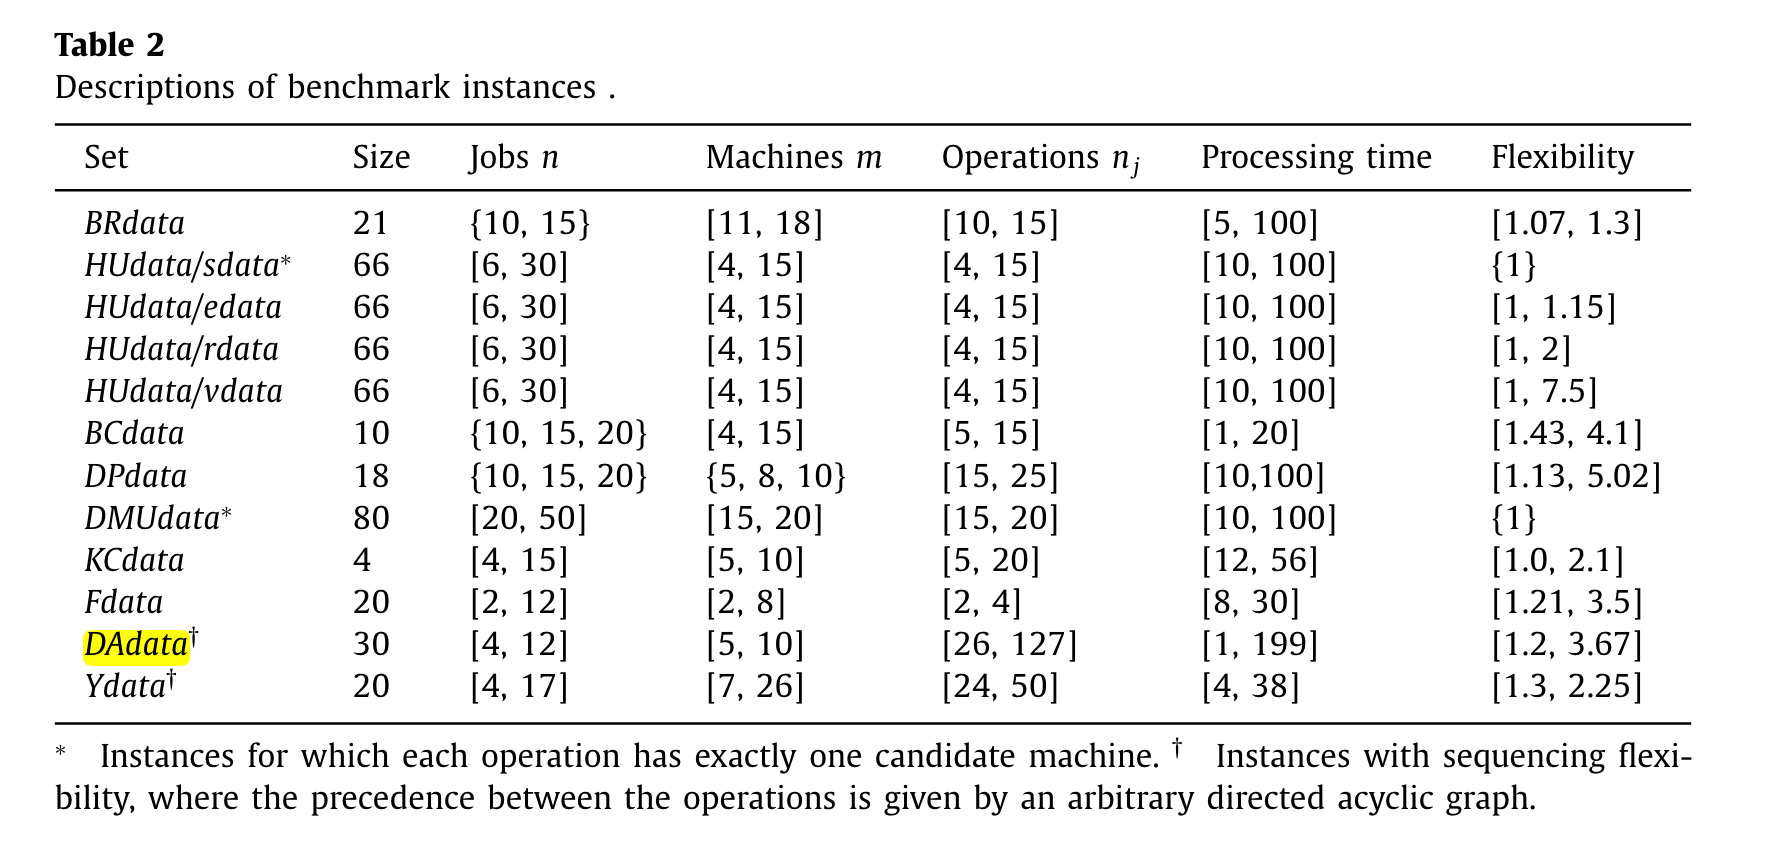 Table 2
Descriptions of benchmark instances .
Set Size Jobs n Machines m Operations nj Processing time Flexibility
BRdata 21 {10, 15} [11, 18] [10, 15] [5, 100] [1.07, 1.3]
HUdata/sdata* 66 [6, 30] [4, 15] [4, 15] [10, 100] {1}
HUdata/edata 66 [6, 30] [4, 15] [4, 15] [10, 100] [1, 1.15]
HUdata/rdata 66 [6, 30] [4, 15] [4, 15] [10, 100] [1, 2]
HUdata/vdata 66 [6, 30] [4, 15] [4, 15] [10, 100] [1, 7.5]
BCdata 10 {10, 15, 20} [4, 15] [5, 15] [1, 20] [1.43, 4.1]
DPdata 18 {10, 15, 20} {5, 8, 10} [15, 25] [10,100] [1.13, 5.02]
DMUdata* 80 [20, 50] [15, 20] [15, 20] [10, 100] {1}
KCdata 4 [4, 15] [5, 10] [5, 20] [12, 56] [1.0, 2.1]
Fdata 20 [2, 12] [2, 8] [2, 4] [8, 30] [1.21, 3.5]
DAdata† 30 [4, 12] [5, 10] [26, 127] [1, 199] [1.2, 3.67]
Ydata† 20 [4, 17] [7, 26] [24, 50] [4, 38] [1.3, 2.25]
* Instances for which each operation has exactly one candidate machine. † Instances with sequencing flexi-
bility, where the precedence between the operations is given by an arbitrary directed acyclic graph.